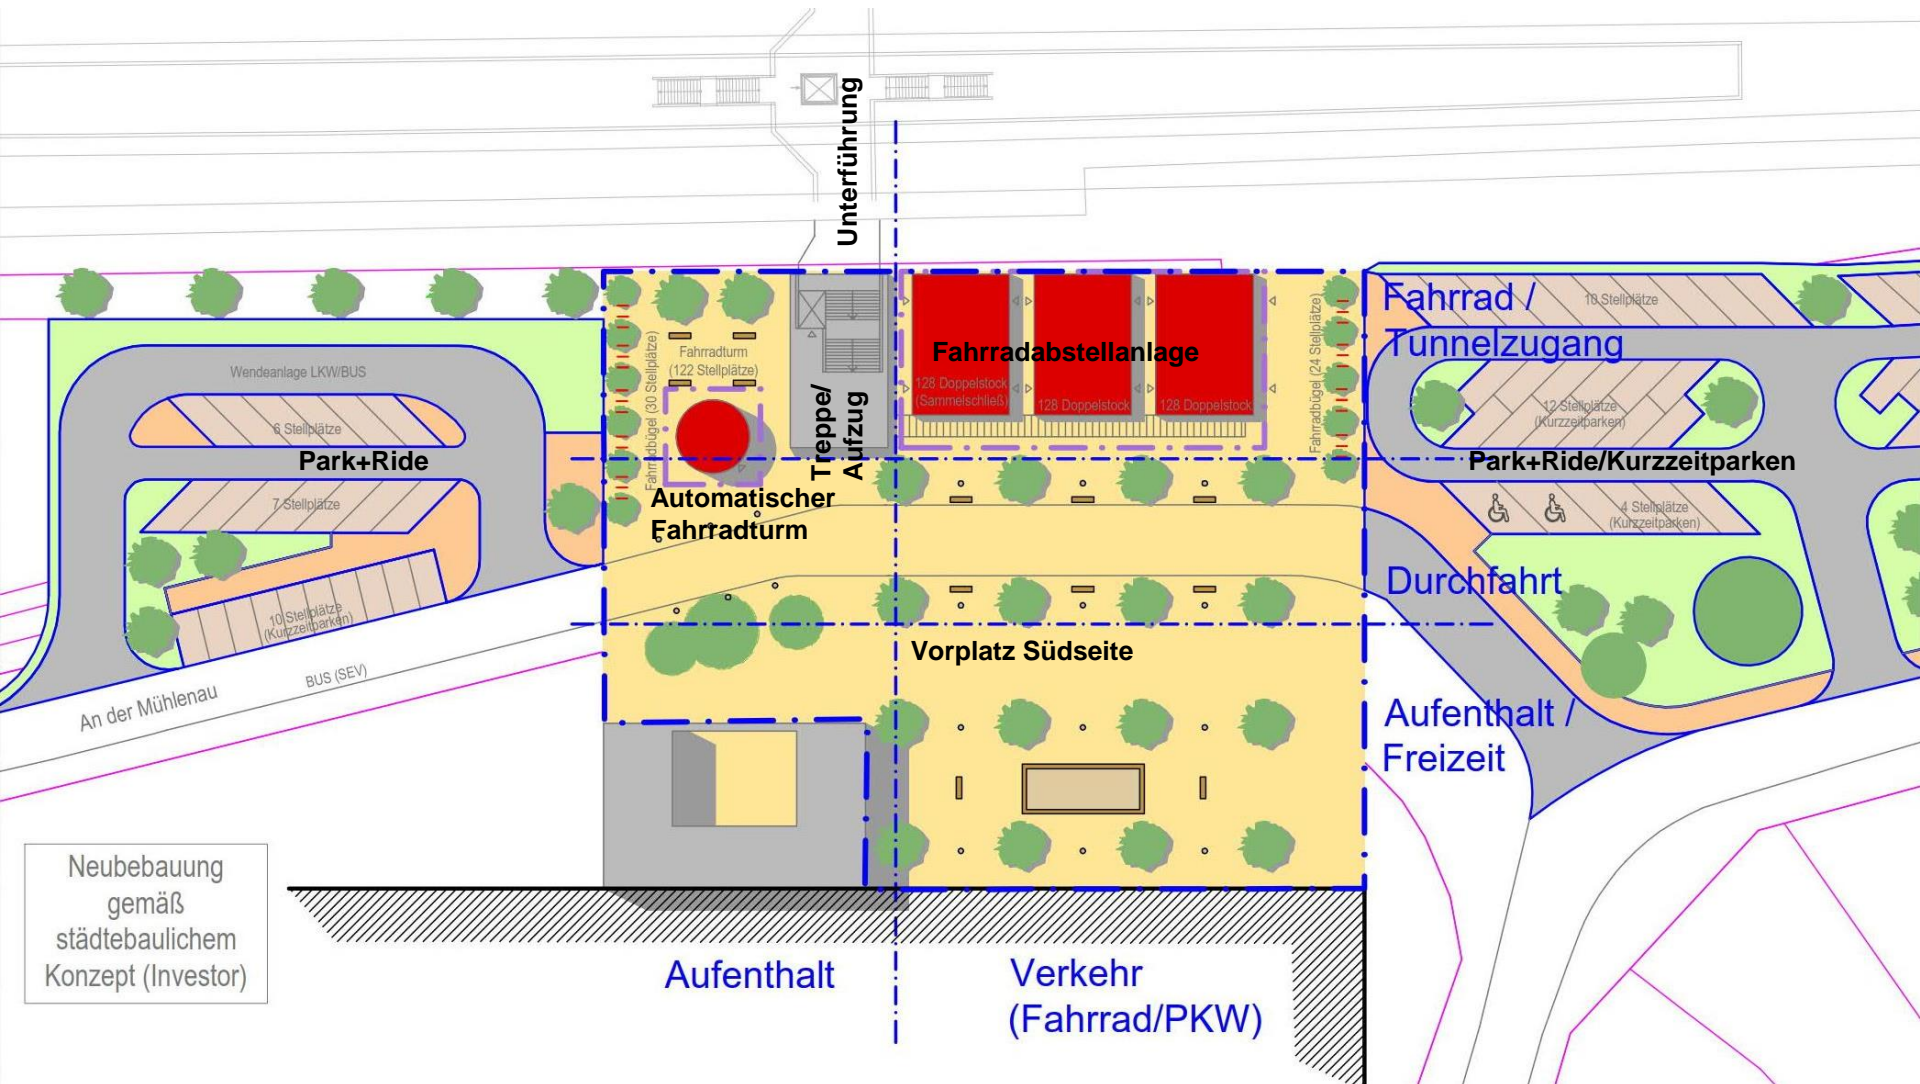 Unterführung
Fahrrad /
Tunnelzugang
10 Stellplätze
Wendeanlage LKW/BUS
6 Stellplätze
Park+Ride
7 Stellplätze
10 Stellplätze
(Kurzzeitparken)
Fahrradbügel (30 Stellplätze)
Fahrradturm
(122 Stellplätze)
Automatischer
Fahrradturm
Treppe/
Aufzug
Fahrradabstellanlage
128 Doppelstock
(Sammelschließ)
128 Doppelstock
128 Doppelstock
Fahrradbügel (24 Stellplätze)
12 Stellplätze
(Kurzzeitparken)
Park+Ride/Kurzzeitparken
4 Stellplätze
(Kurzzeitparken)
Durchfahrt
Vorplatz Südseite
An der Mühlenau
BUS (SEV)
Aufenthalt /
Freizeit
Neubebauung
gemäß
städtebaulichem
Konzept (Investor)
Aufenthalt
Verkehr
(Fahrrad/PKW)